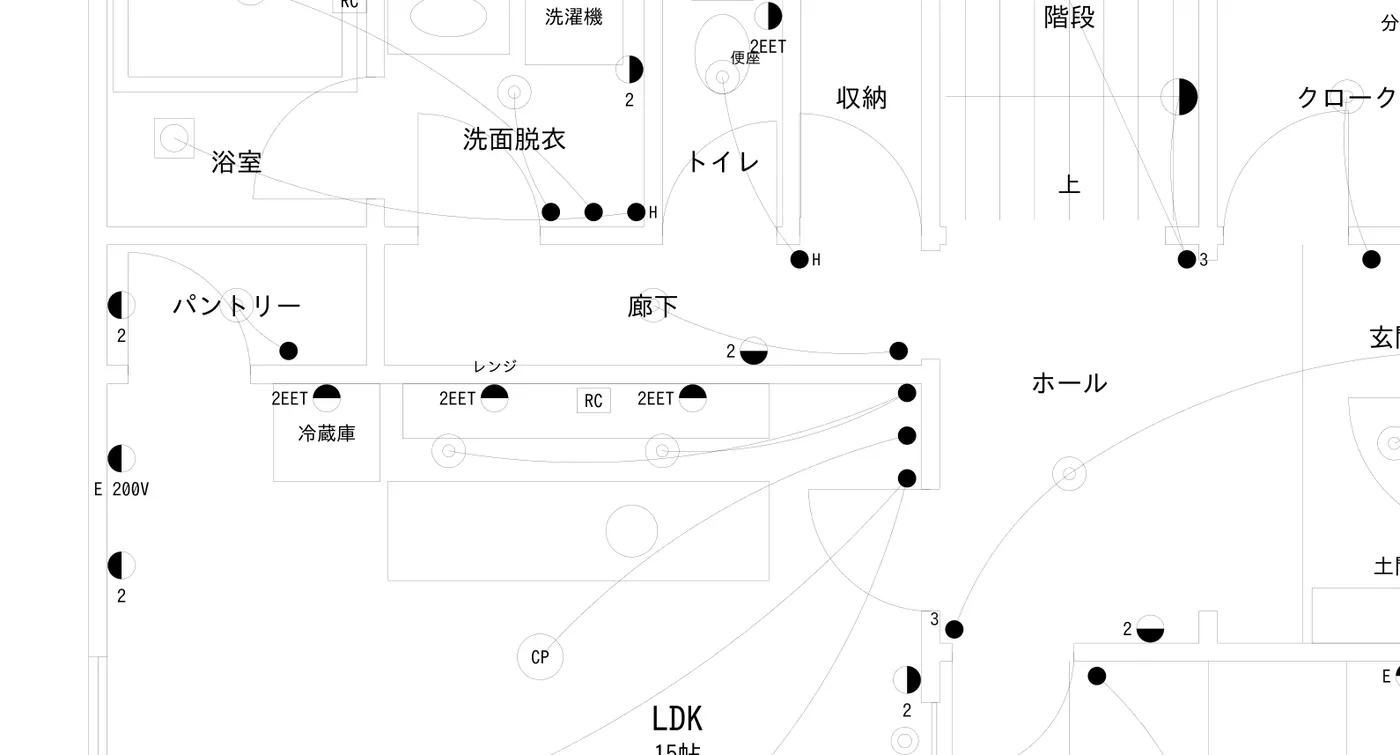 RC
洗濯機
階段
分
2EET
便座
2
収納
クローク
洗面脱衣
浴室
トイレ
上
H
H
3
パントリー
廊下
2
2
レンジ
ホール
2EET
2EET
RC
2EET
冷蔵庫
E 200V
2
3
2
CP
E
2
LDK
15帖